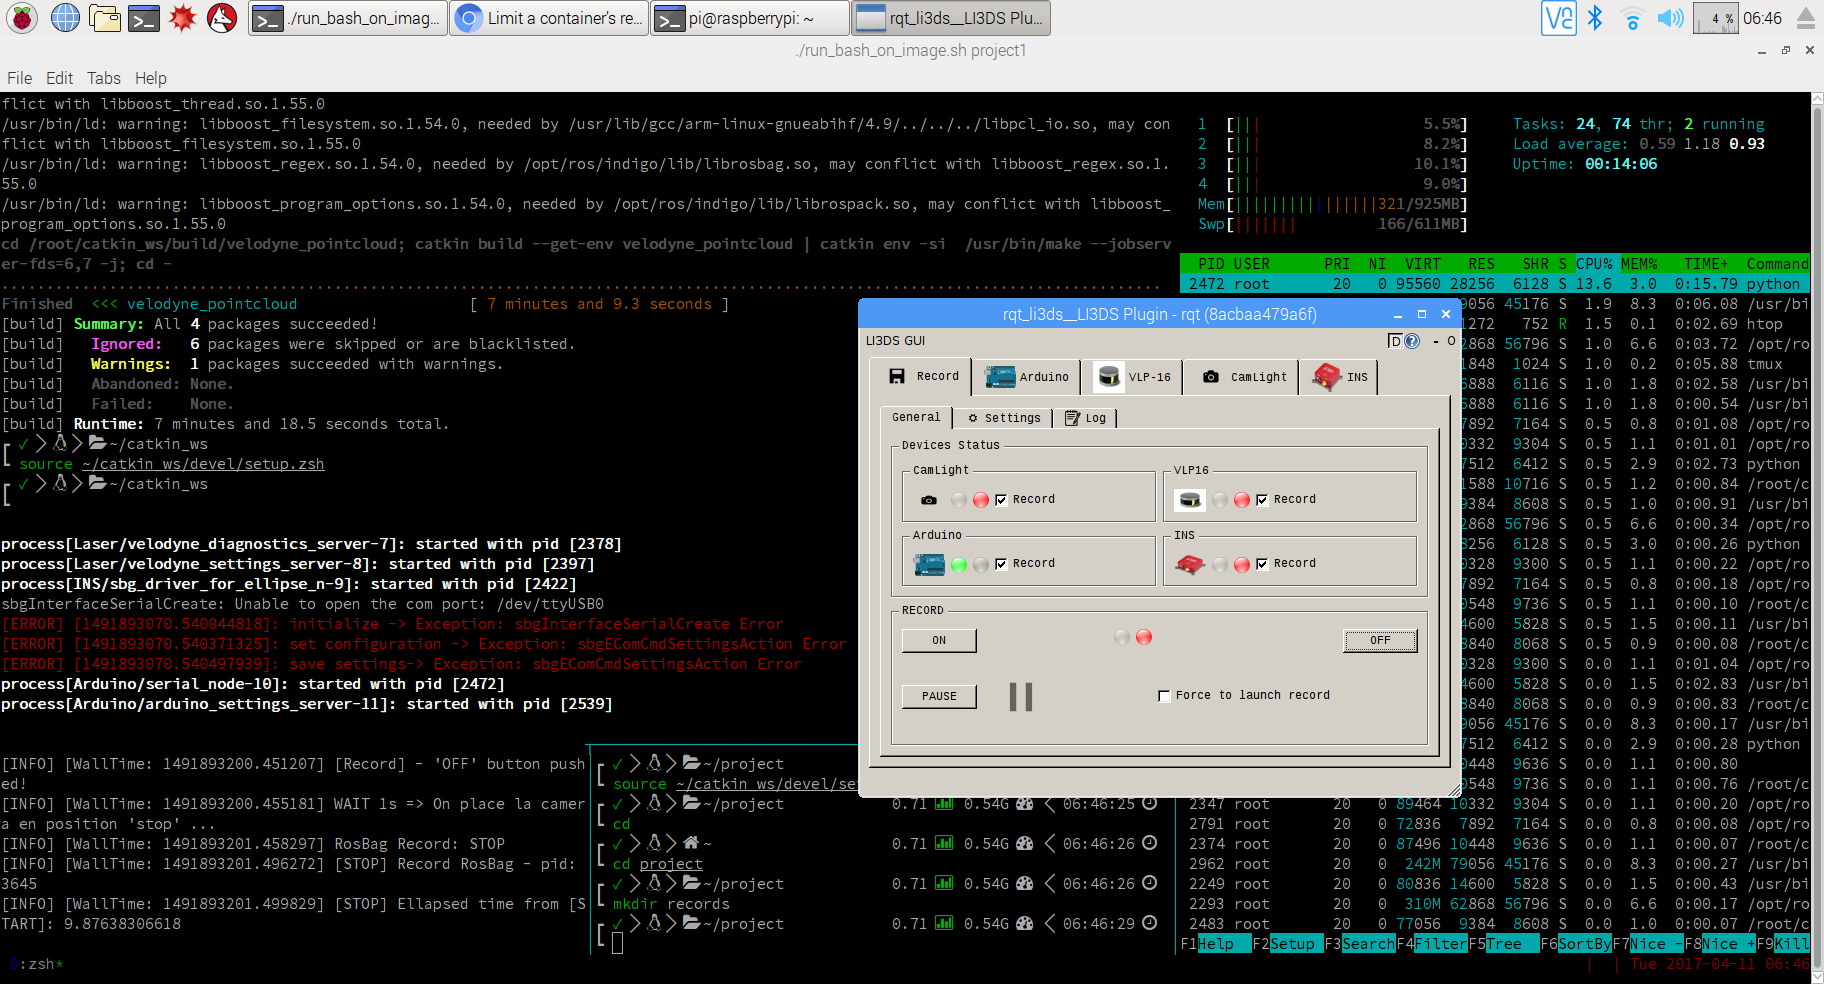 ./run_bash_on_imag...
Limit a container's re...
pi@raspberrypi: ~
rqt_li3ds__LI3DS Plu...
4 %
06:46
./run_bash_on_image.sh project1
File Edit Tabs Help
flict with libboost_thread.so.1.55.0
/usr/bin/ld: warning: libboost_filesystem.so.1.54.0, needed by /usr/lib/gcc/arm-linux-gnueabihf/4.9/../../../libpcl_io.so, may con
flict with libboost_filesystem.so.1.55.0
/usr/bin/ld: warning: libboost_regex.so.1.54.0, needed by /opt/ros/indigo/lib/librosbag.so, may conflict with libboost_regex.so.1.
55.0
/usr/bin/ld: warning: libboost_program_options.so.1.54.0, needed by /opt/ros/indigo/lib/librospack.so, may conflict with libboost_
program_options.so.1.55.0
cd /root/catkin_ws/build/velodyne_pointcloud; catkin build --get-env velodyne_pointcloud | catkin env -si  /usr/bin/make --jobserv
er-fds=6,7 -j; cd -
Finished  <<< velodyne_pointcloud [ 7 minutes and 9.3 seconds ]
[build] Summary: All 4 packages succeeded!
[build] Ignored: 6 packages were skipped or are blacklisted.
[build] Warnings: 1 packages succeeded with warnings.
[build] Abandoned: None.
[build] Failed: None.
[build] Runtime: 7 minutes and 18.5 seconds total.
~/catkin_ws
source ~/catkin_ws/devel/setup.zsh
~/catkin_ws
process[Laser/velodyne_diagnostics_server-7]: started with pid [2378]
process[Laser/velodyne_settings_server-8]: started with pid [2397]
process[INS/sbg_driver_for_ellipse_n-9]: started with pid [2422]
sbgInterfaceSerialCreate: Unable to open the com port: /dev/ttyUSB0
[ERROR] [1491893070.540044818]: initialize -> Exception: sbgInterfaceSerialCreate Error
[ERROR] [1491893070.540371325]: set configuration -> Exception: sbgEComCmdSettingsAction Error
[ERROR] [1491893070.540497939]: save settings-> Exception: sbgEComCmdSettingsAction Error
process[Arduino/serial_node-10]: started with pid [2472]
process[Arduino/arduino_settings_server-11]: started with pid [2539]
[INFO] [WallTime: 1491893200.451207] [Record] - 'OFF' button push
ed!
[INFO] [WallTime: 1491893200.455181] WAIT 1s => On place la camer
a en position 'stop' ...
[INFO] [WallTime: 1491893201.458297] RosBag Record: STOP
[INFO] [WallTime: 1491893201.496272] [STOP] Record RosBag - pid:
3645
[INFO] [WallTime: 1491893201.499829] [STOP] Ellapsed time from [S
TART]: 9.87638306618
0:zsh*
~/project
source ~/catkin_ws/devel/se
~/project 0.71 0.54G 06:46:25
cd
~ 0.71 0.54G 06:46:26
cd project
~/project 0.71 0.54G 06:46:26
mkdir records
~/project 0.71 0.54G 06:46:29
1 [||| 5.5%]
2 [||| 8.2%]
3 [||| 10.1%]
4 [||| 9.0%]
Mem[||||||||||||||||321/925MB]
Swp[||||||| 166/611MB]
Tasks: 24, 74 thr; 2 running
Load average: 0.59 1.18 0.93
Uptime: 00:14:06
PID USER PRI NI VIRT RES SHR S CPU% MEM% TIME+ Command
2472 root 20 0 95560 28256 6128 S 13.6 3.0 0:15.79 python
9056 45176 S 1.9 8.3 0:06.08 /usr/bi
1272 752 R 1.5 0.1 0:02.69 htop
2868 56796 S 1.0 6.6 0:03.72 /opt/ro
1848 1024 S 1.0 0.2 0:05.88 tmux
6888 6116 S 1.0 1.8 0:02.58 /usr/bi
6888 6116 S 1.0 1.8 0:00.54 /usr/bi
7892 7164 S 0.5 0.8 0:01.08 /opt/ro
0332 9304 S 0.5 1.1 0:01.01 /opt/ro
7512 6412 S 0.5 2.9 0:02.73 python
1588 10716 S 0.5 1.2 0:00.84 /root/c
9384 8608 S 0.5 1.0 0:00.91 /usr/bi
2868 56796 S 0.5 6.6 0:00.34 /opt/ro
8256 6128 S 0.5 3.0 0:00.26 python
0328 9300 S 0.5 1.1 0:00.22 /opt/ro
7892 7164 S 0.5 0.8 0:00.18 /opt/ro
0548 9736 S 0.5 1.1 0:00.10 /root/c
4600 5828 S 0.5 1.5 0:00.11 /usr/bi
8840 8068 S 0.5 0.9 0:00.08 /root/c
0328 9300 S 0.0 1.1 0:01.04 /opt/ro
4600 5828 S 0.0 1.5 0:02.83 /usr/bi
8840 8068 S 0.0 0.9 0:00.83 /root/c
9056 45176 S 0.0 8.3 0:00.17 /usr/bi
7512 6412 S 0.0 2.9 0:00.28 python
0448 9636 S 0.0 1.1 0:00.80
0548 9736 S 0.0 1.1 0:00.76 /root/c
2347 root 20 0 89464 10332 9304 S 0.0 1.1 0:00.20 /opt/ro
2791 root 20 0 72836 7892 7164 S 0.0 0.8 0:00.08 /opt/ro
2374 root 20 0 87496 10448 9636 S 0.0 1.1 0:00.07 /root/c
2962 root 20 0 242M 79056 45176 S 0.0 8.3 0:00.27 /usr/bi
2249 root 20 0 80836 14600 5828 S 0.0 1.5 0:00.43 /usr/bi
2293 root 20 0 310M 62868 56796 S 0.0 6.6 0:00.17 /opt/ro
2483 root 20 0 77056 9384 8608 S 0.0 1.0 0:00.07 /usr/bi
F1Help F2Setup F3SearchF4FilterF5Tree F6SortByF7Nice -F8Nice +F9Kill
Tue 2017-04-11 06:46
rqt_li3ds__LI3DS Plugin - rqt (8acbaa479a6f)
LI3DS GUI
D ? - O
Record Arduino VLP-16 CamLight INS
General Settings Log
Devices Status
CamLight
Record
VLP16
Record
Arduino
Record
INS
Record
RECORD
ON
OFF
PAUSE
Force to launch record